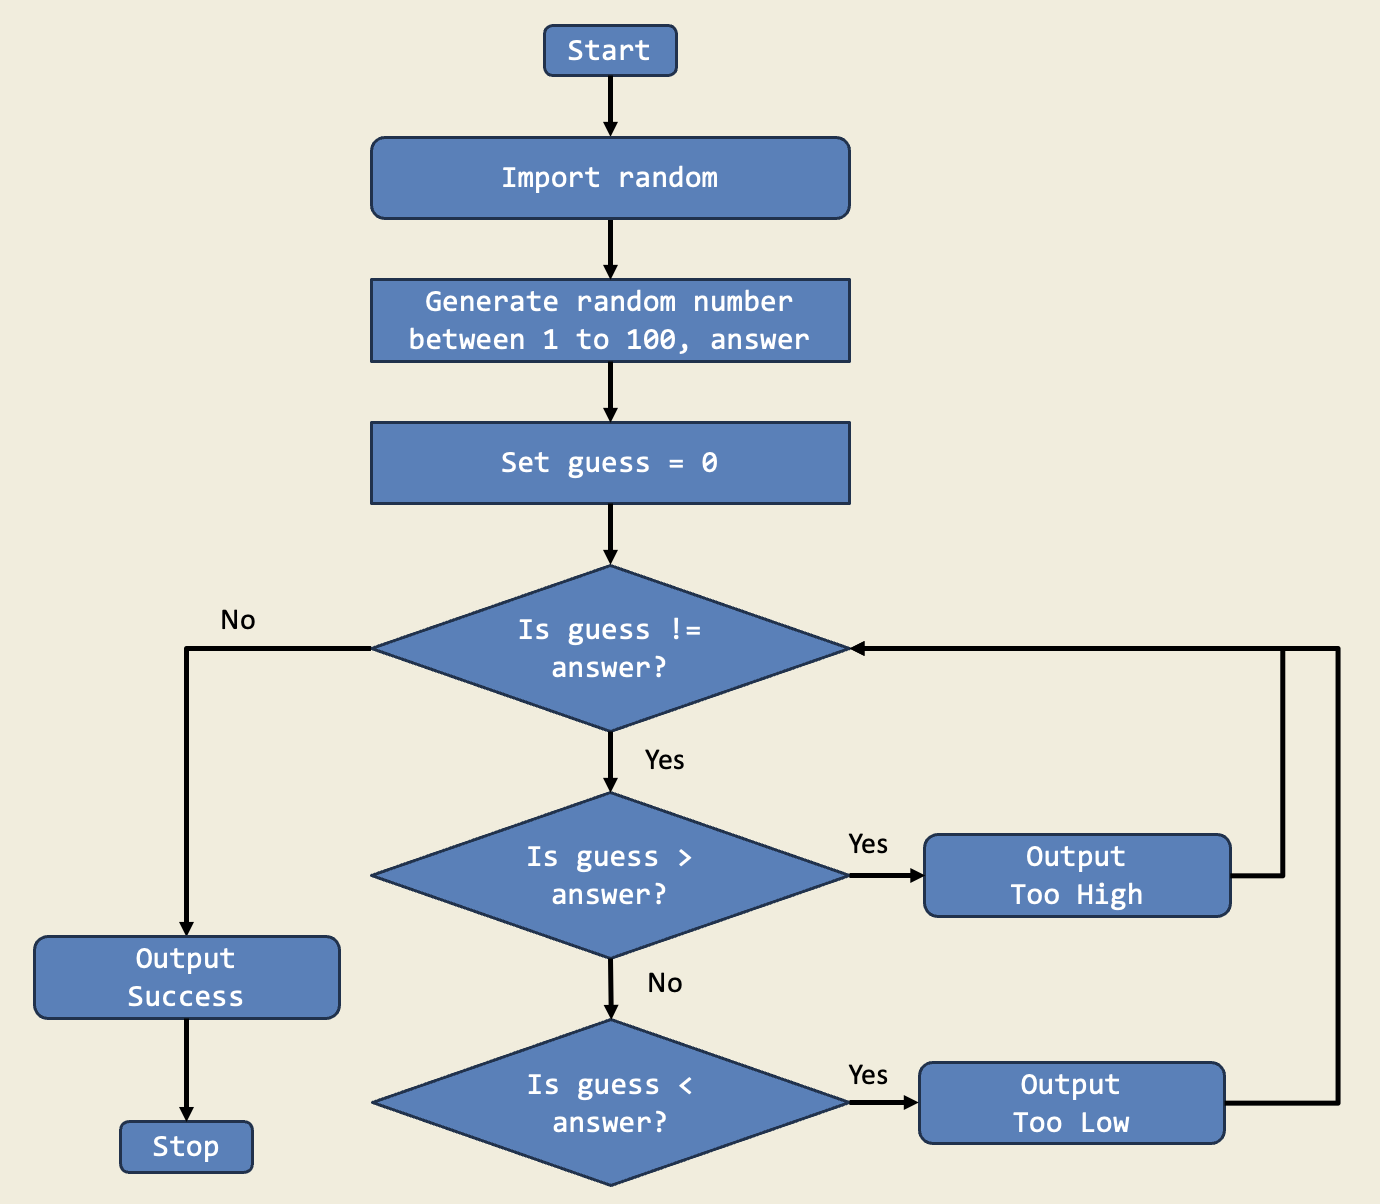 Start
Import random
Generate random number
between 1 to 100, answer
Set guess = 0
Is guess !=
answer?
No
Yes
Is guess >
answer?
Yes
Output
Too High
No
Output
Success
Is guess <
answer?
Yes
Output
Too Low
Stop